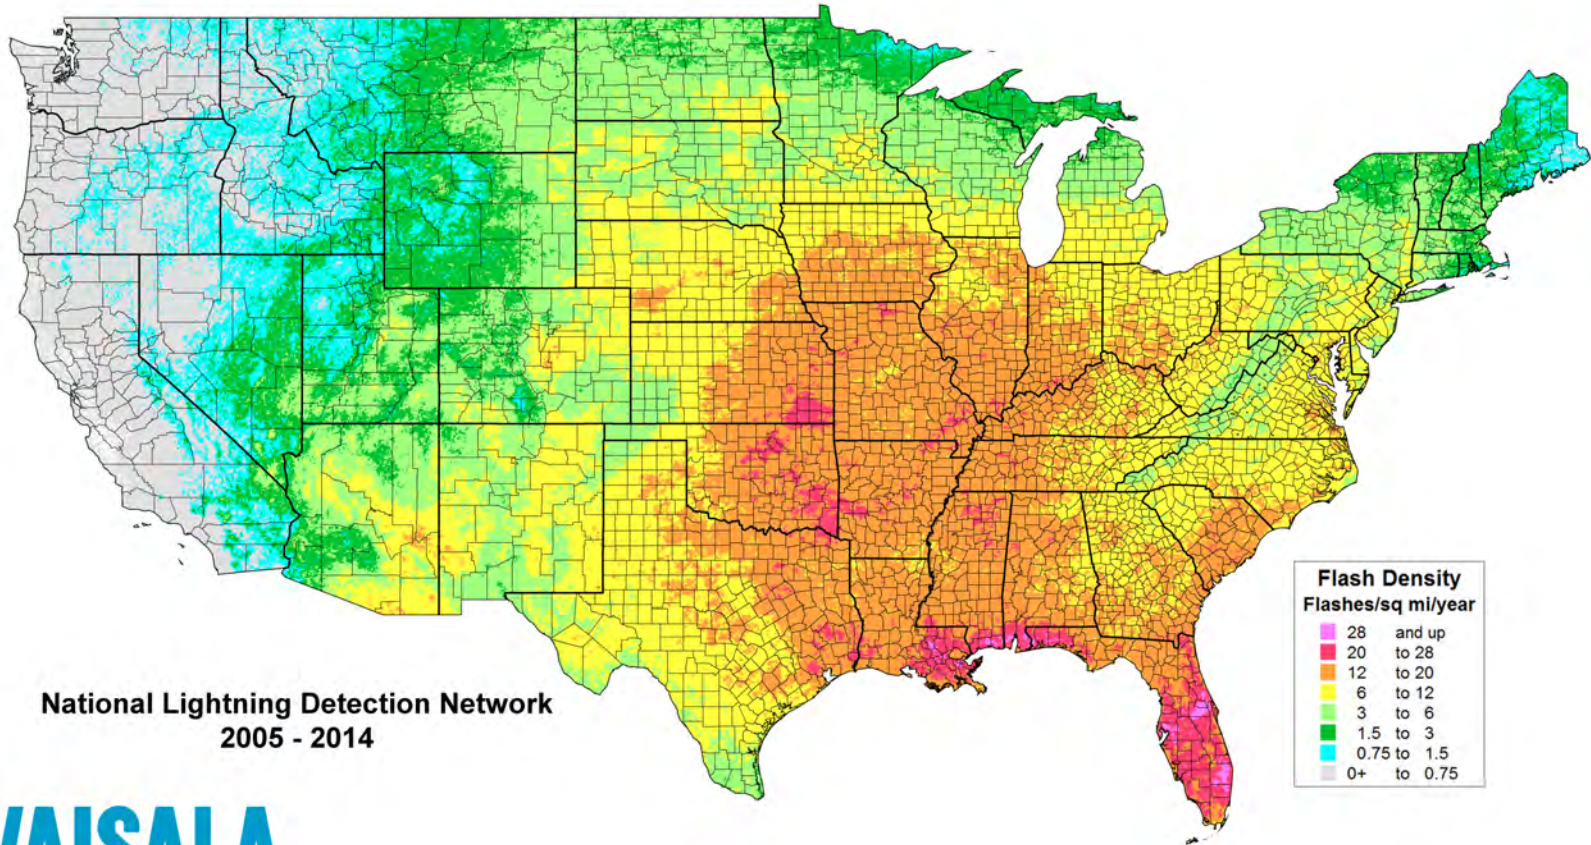 Flash Density
Flashes/sq mi/year
28 and up
20 to 28
12 to 20
6 to 12
3 to 6
1.5 to 3
0.75 to 1.5
0+ to 0.75
National Lightning Detection Network
2005 - 2014
VAISALA